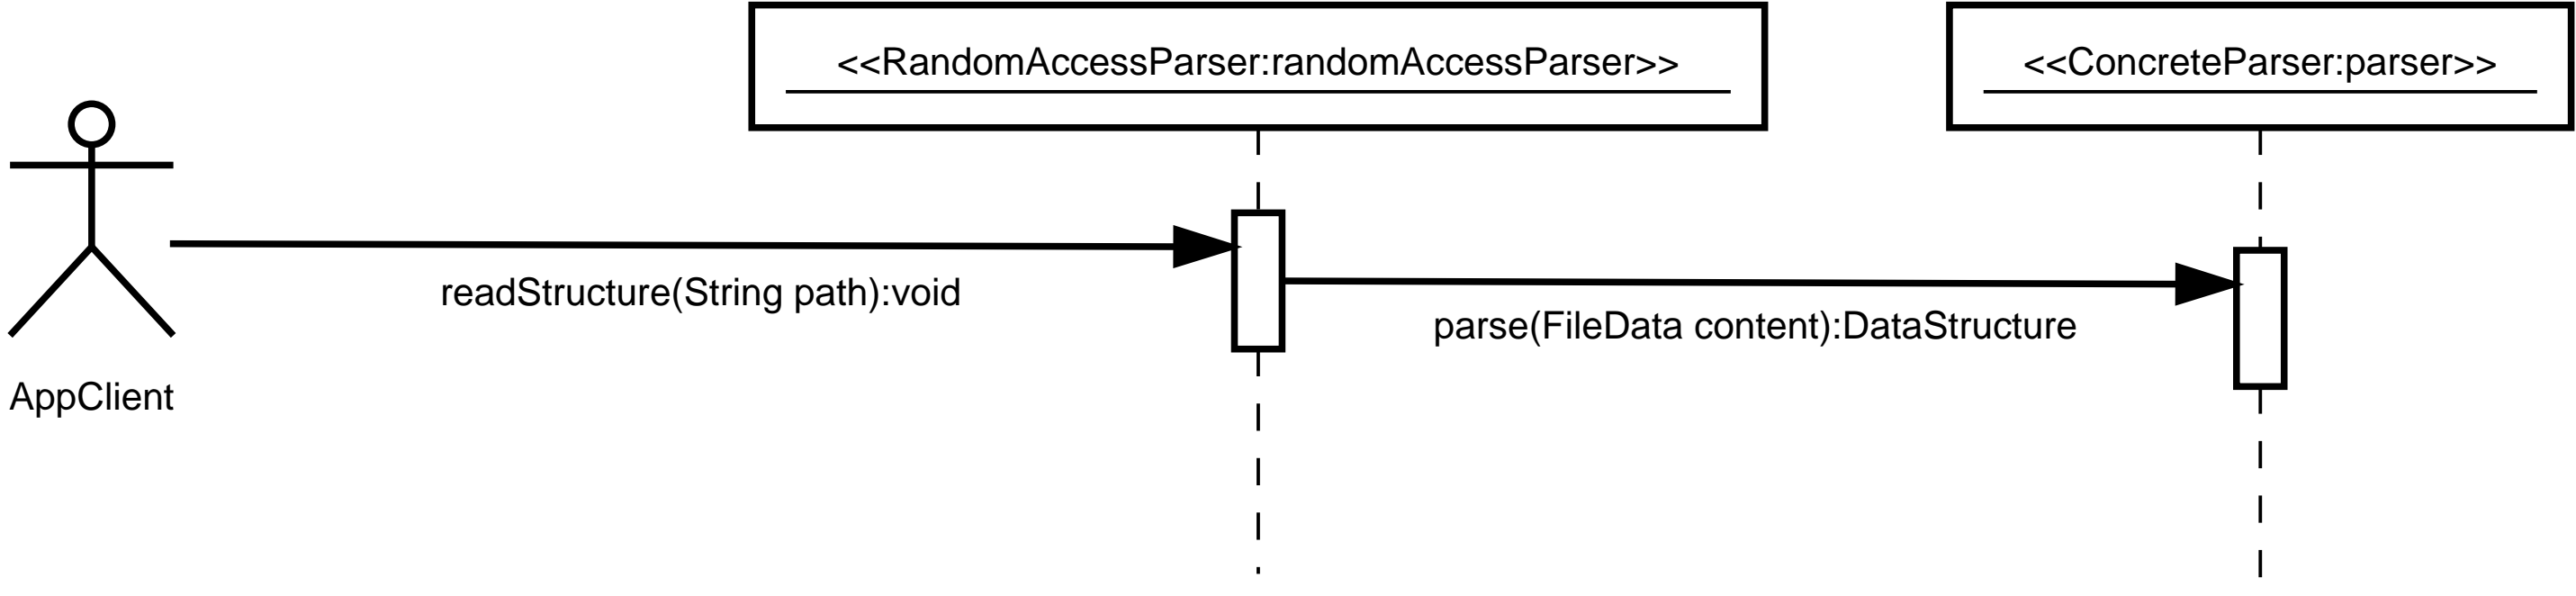 <<RandomAccessParser:randomAccessParser>>
<<ConcreteParser:parser>>
readStructure(String path):void
parse(FileData content):DataStructure
AppClient